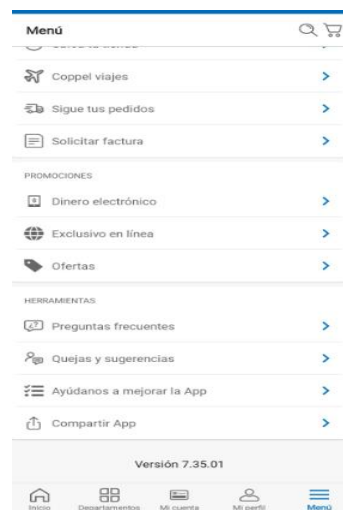 Menú
Coppel viajes
Sigue tus pedidos
Solicitar factura
PROMOCIONES
Dinero electrónico
Exclusivo en línea
Ofertas
HERRAMIENTAS
Preguntas frecuentes
Quejas y sugerencias
Ayúdanos a mejorar la App
Compartir App
Versión 7.35.01
Inicio Departamentos Mi cuenta Mi perfil Menú